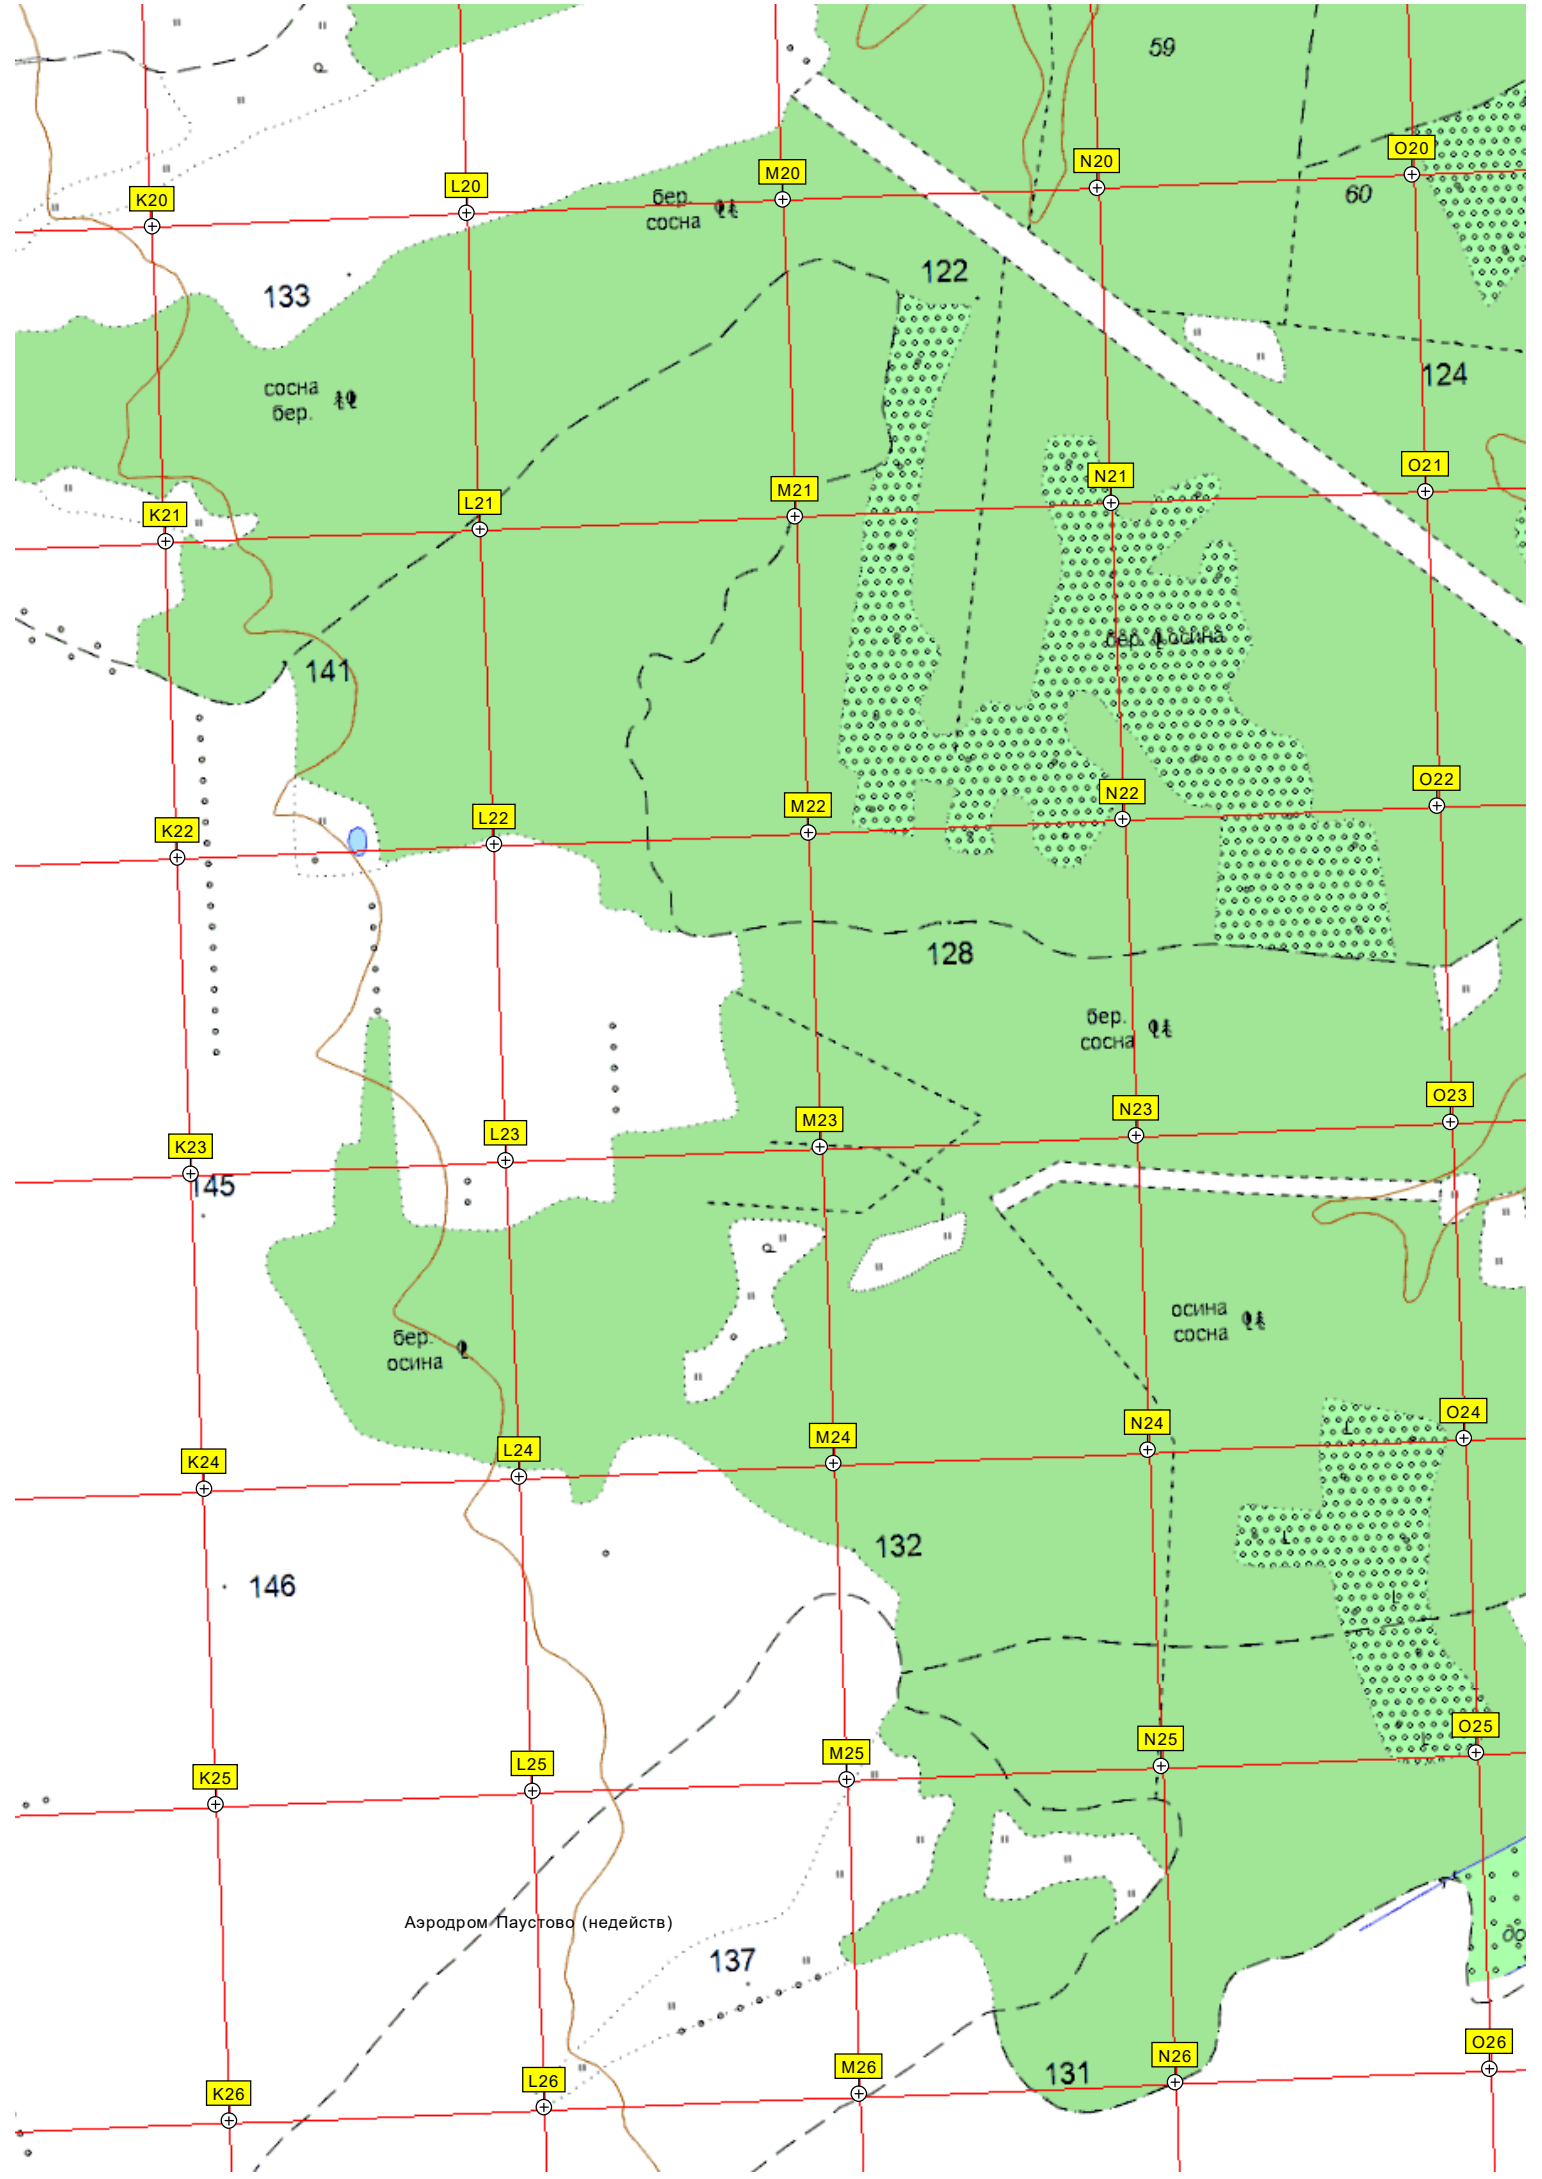 59
O20
N20
M20
L20
K20
60
бер.
сосна
122
133
124
сосна
бер.
O21
N21
M21
L21
K21
бер. осина
141
O22
N22
M22
L22
K22
128
бер.
сосна
O23
N23
M23
L23
K23
145
осина
сосна
бер.
осина
O24
N24
M24
L24
K24
132
146
O25
N25
M25
L25
K25
Аэродром Паустово (недейств)
до
137
O26
N26
M26
L26
K26
131